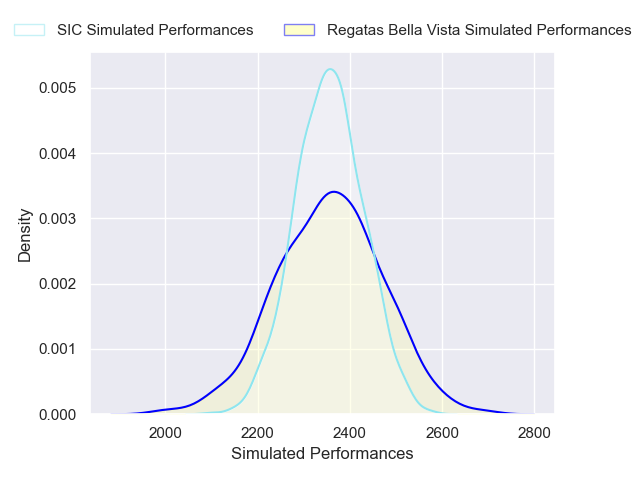 SIC Simulated Performances
Regatas Bella Vista Simulated Performances
0.005
0.004
0.003
0.002
0.001
0.000
Density
2000
2200
2400
2600
2800
Simulated Performances